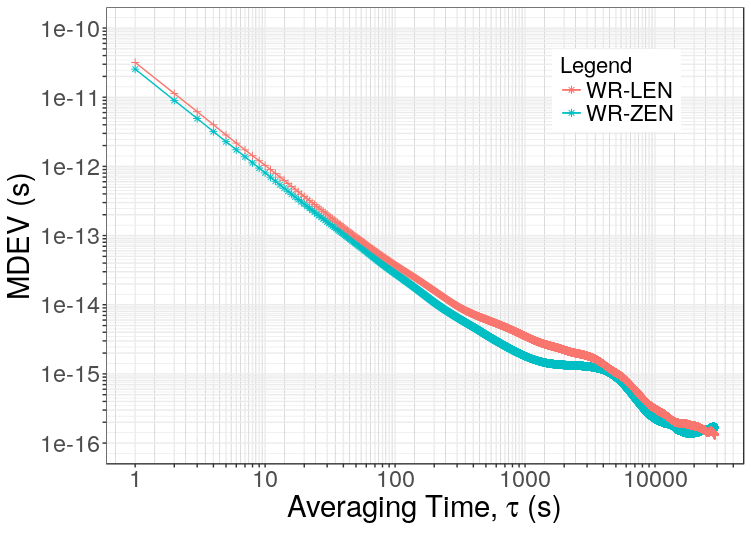 1e-10
1e-11
1e-12
1e-13
1e-14
1e-15
1e-16
MDEV (s)
Legend
WR-LEN
WR-ZEN
1 10 100 1000 10000
Averaging Time, τ (s)